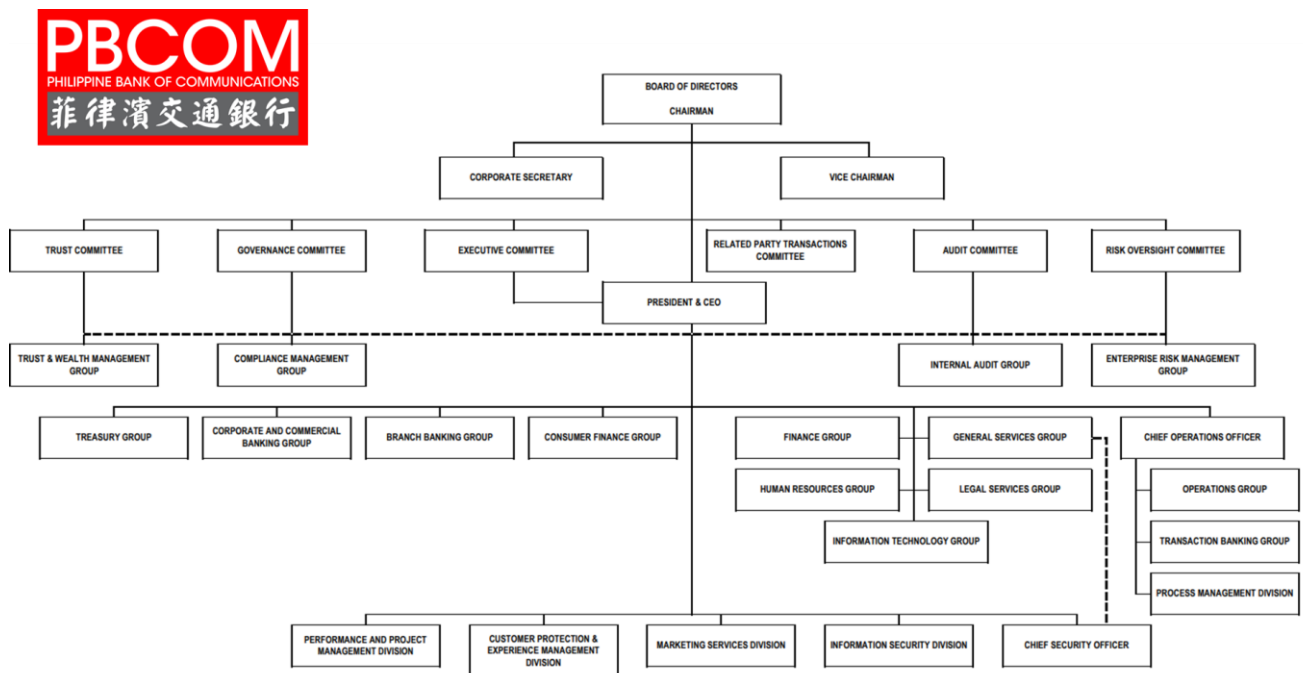 PBCOM
PHILIPPINE BANK OF COMMUNICATIONS
菲律濱交通銀行
BOARD OF DIRECTORS
CHAIRMAN
CORPORATE SECRETARY
VICE CHAIRMAN
TRUST COMMITTEE
GOVERNANCE COMMITTEE
EXECUTIVE COMMITTEE
RELATED PARTY TRANSACTIONS
COMMITTEE
AUDIT COMMITTEE
RISK OVERSIGHT COMMITTEE
PRESIDENT & CEO
TRUST & WEALTH MANAGEMENT
GROUP
COMPLIANCE MANAGEMENT
GROUP
INTERNAL AUDIT GROUP
ENTERPRISE RISK MANAGEMENT
GROUP
TREASURY GROUP
CORPORATE AND COMMERCIAL
BANKING GROUP
BRANCH BANKING GROUP
CONSUMER FINANCE GROUP
FINANCE GROUP
GENERAL SERVICES GROUP
CHIEF OPERATIONS OFFICER
HUMAN RESOURCES GROUP
LEGAL SERVICES GROUP
OPERATIONS GROUP
INFORMATION TECHNOLOGY GROUP
TRANSACTION BANKING GROUP
PROCESS MANAGEMENT DIVISION
PERFORMANCE AND PROJECT
MANAGEMENT DIVISION
CUSTOMER PROTECTION &
EXPERIENCE MANAGEMENT
DIVISION
MARKETING SERVICES DIVISION
INFORMATION SECURITY DIVISION
CHIEF SECURITY OFFICER